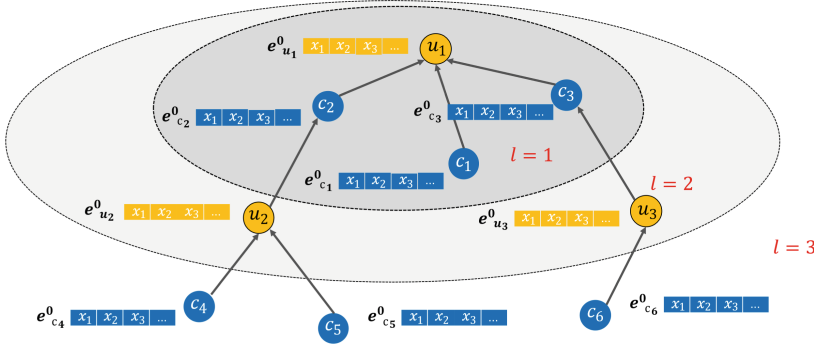 e⁰u₁ x₁ x₂ x₃ ... u₁
e⁰c₂ x₁ x₂ x₃ ... c₂ e⁰c₃ x₁ x₂ x₃ ... c₃
e⁰c₁ x₁ x₂ x₃ ... c₁ l = 1
e⁰u₂ x₁ x₂ x₃ ... u₂ e⁰u₃ x₁ x₂ x₃ ... u₃ l = 2
l = 3
e⁰c₄ x₁ x₂ x₃ ... c₄ c₅ e⁰c₅ x₁ x₂ x₃ ... c₆ e⁰c₆ x₁ x₂ x₃ ...